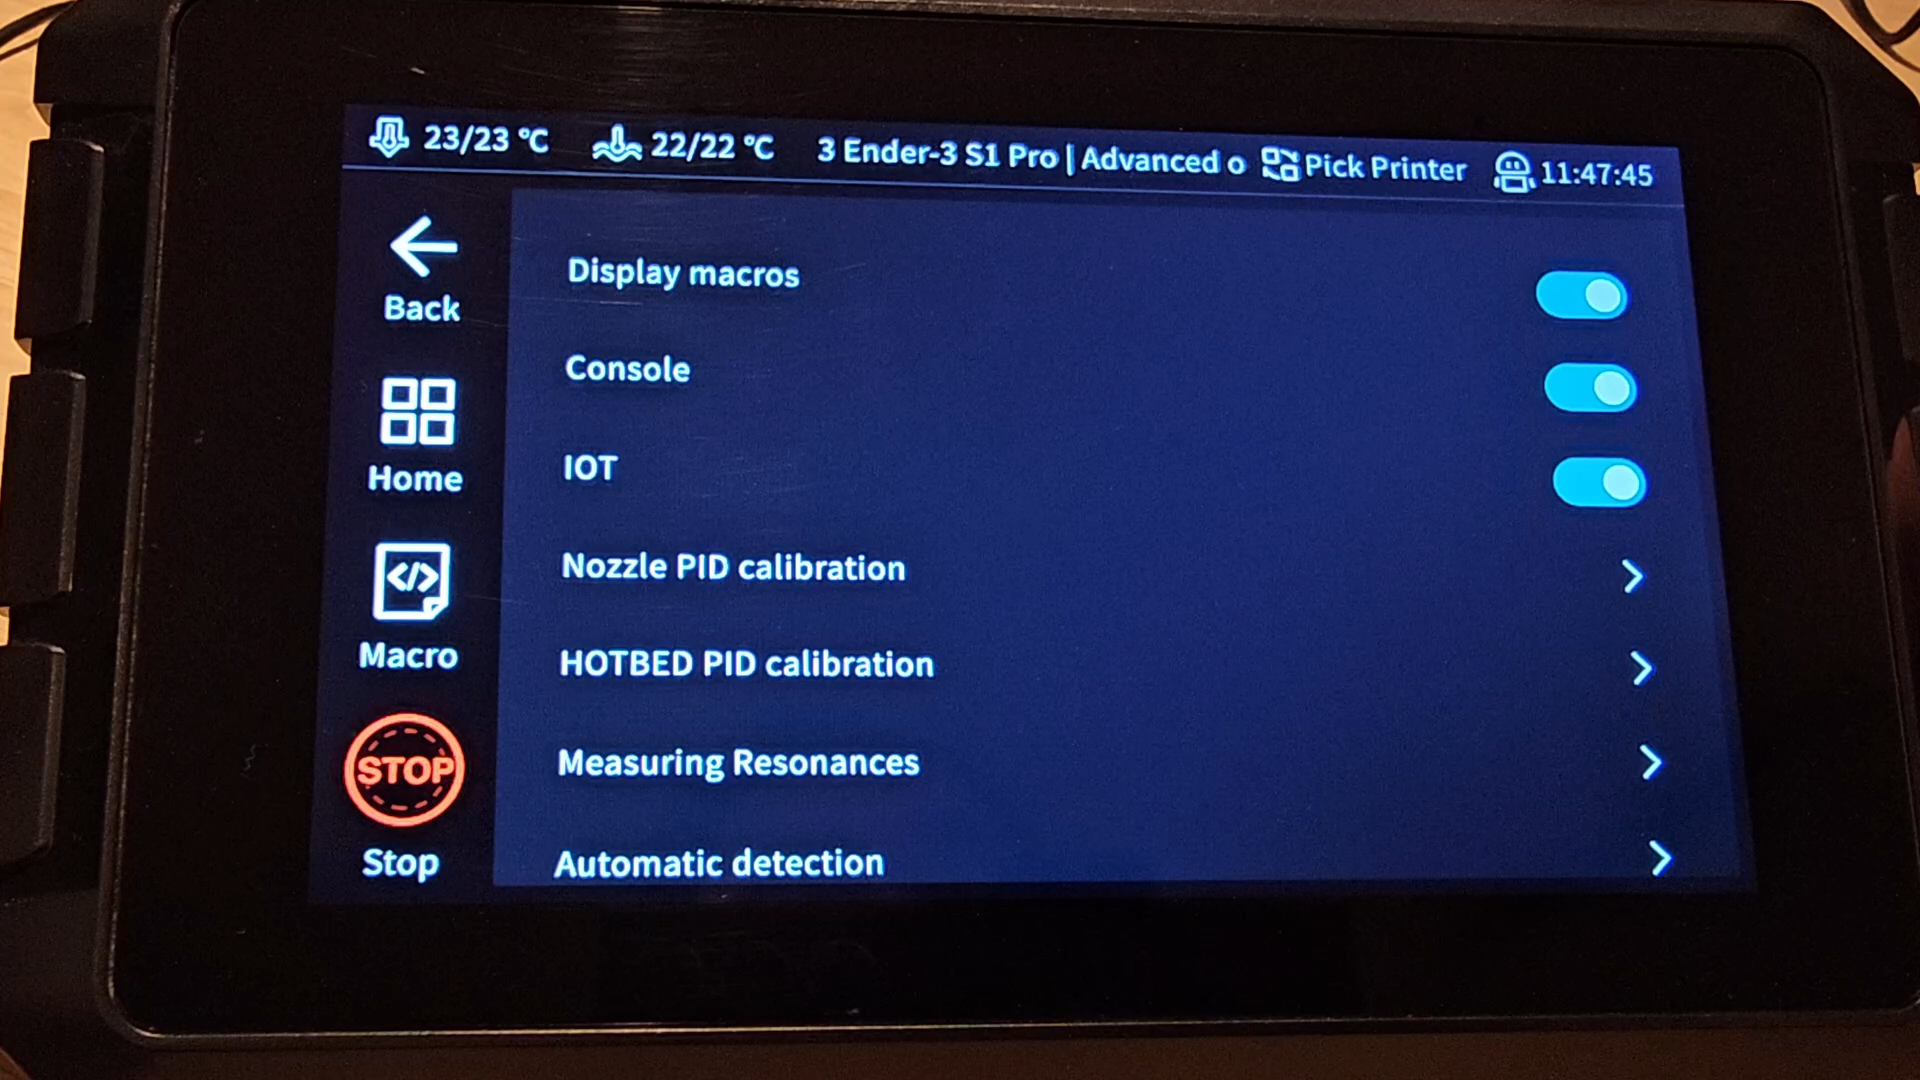 23/23 °C 22/22 °C 3 Ender-3 S1 Pro | Advanced o Pick Printer 11:47:45
Back
Home
Macro
STOP
Stop
Display macros
Console
IOT
Nozzle PID calibration
HOTBED PID calibration
Measuring Resonances
Automatic detection